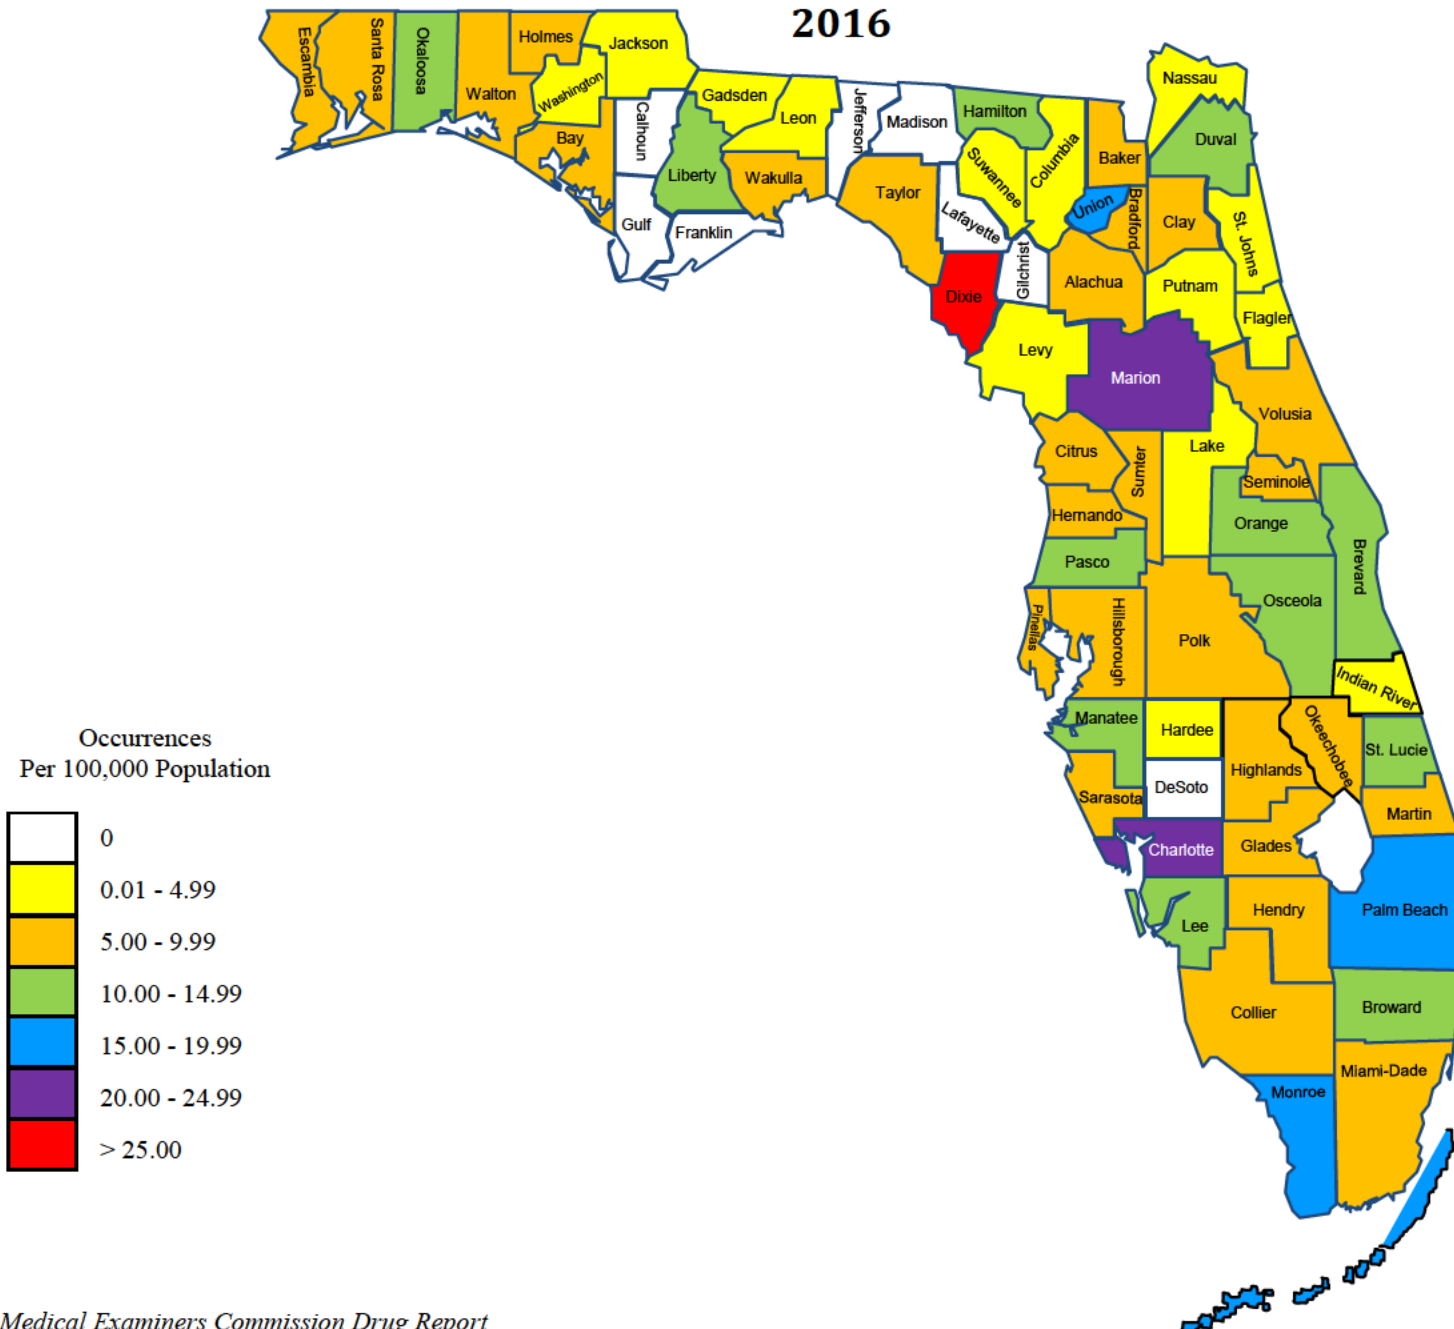 2016
Escambia
Santa Rosa
Okaloosa
Walton
Holmes
Washington
Jackson
Bay
Calhoun
Gulf
Gadsden
Liberty
Franklin
Leon
Wakulla
Jefferson
Madison
Taylor
Hamilton
Suwannee
Lafayette
Columbia
Gilchrist
Dixie
Baker
Union
Bradford
Nassau
Duval
Clay
St. Johns
Alachua
Putnam
Flagler
Levy
Marion
Volusia
Citrus
Sumter
Lake
Seminole
Hernando
Orange
Pasco
Brevard
Osceola
Pinellas
Hillsborough
Polk
Indian River
Manatee
Hardee
Okeechobee
St. Lucie
Highlands
DeSoto
Sarasota
Martin
Charlotte
Glades
Lee
Hendry
Palm Beach
Collier
Broward
Miami-Dade
Monroe
Occurrences
Per 100,000 Population
0
0.01 - 4.99
5.00 - 9.99
10.00 - 14.99
15.00 - 19.99
20.00 - 24.99
> 25.00
Medical Examiners Commission Drug Report